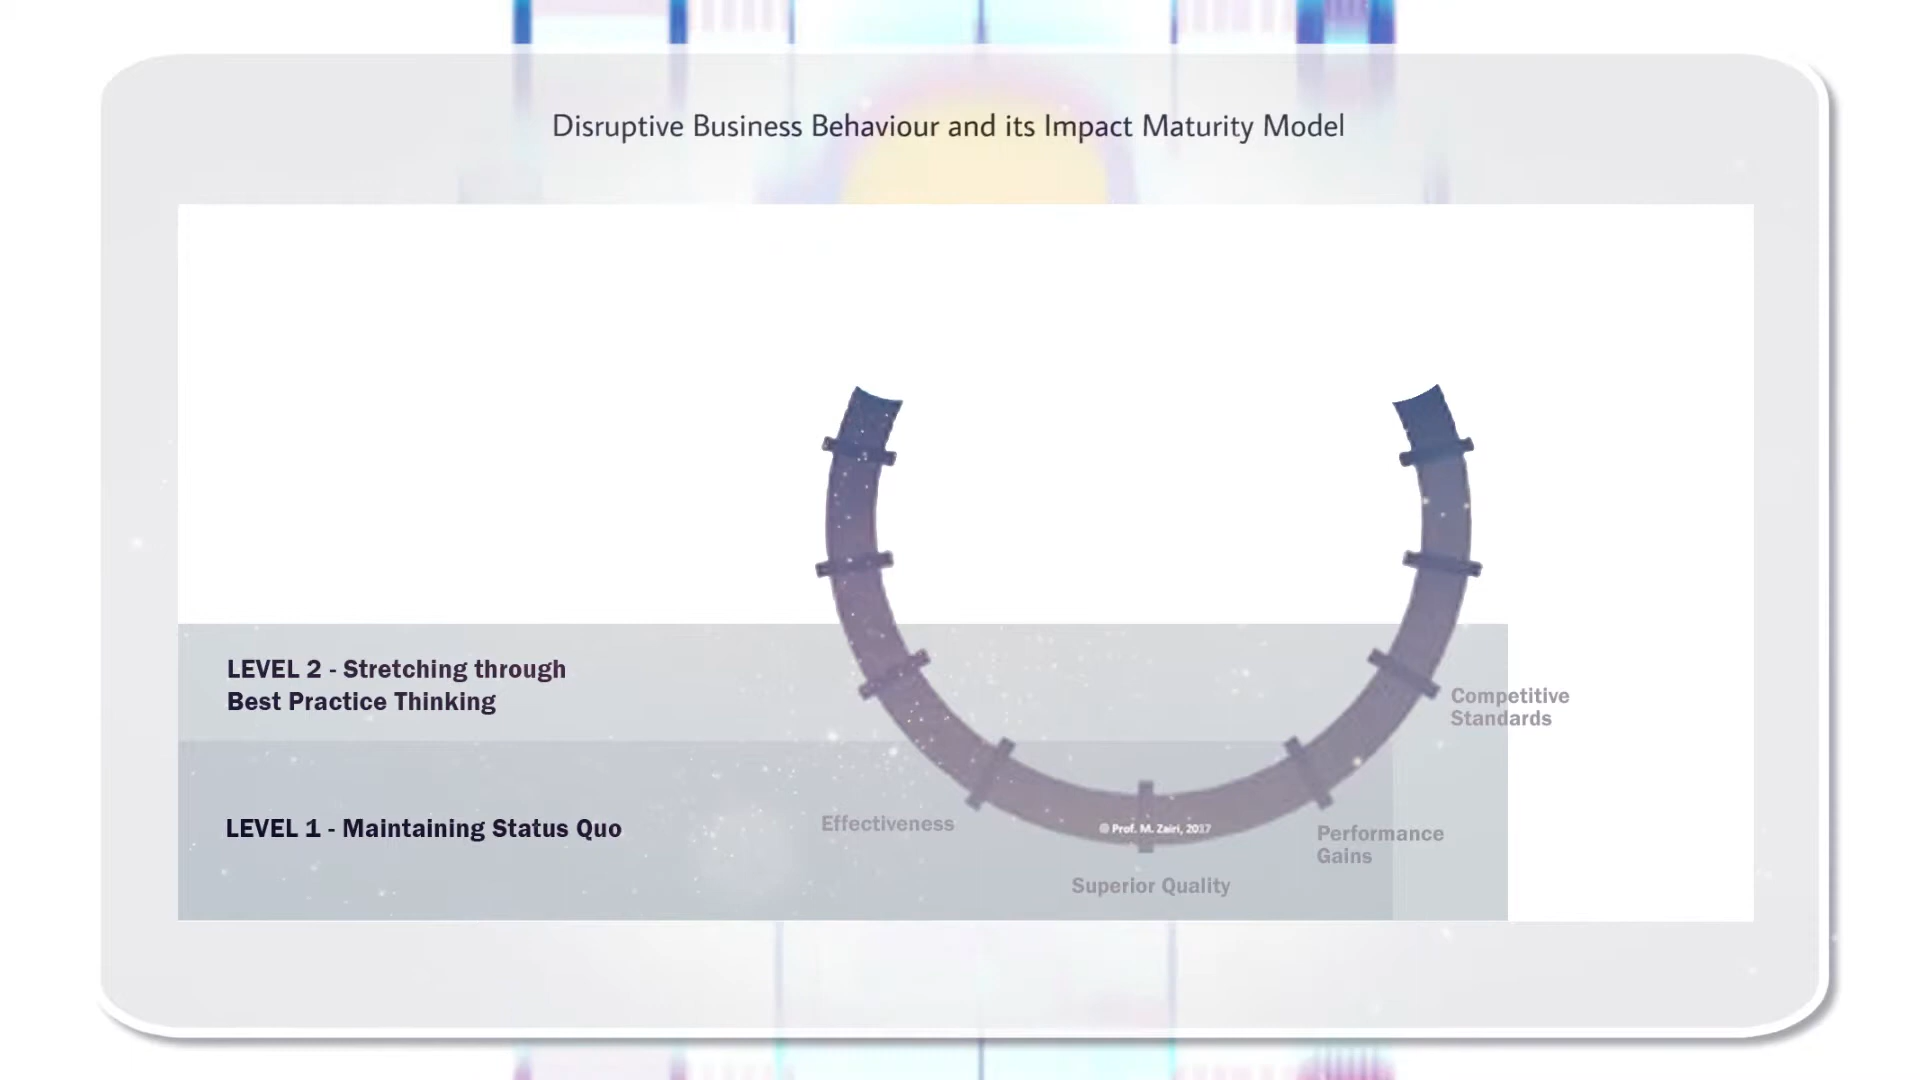 Disruptive Business Behaviour and its Impact Maturity Model
LEVEL 2 - Stretching through
Best Practice Thinking
Competitive
Standards
LEVEL 1 - Maintaining Status Quo
Effectiveness
© Prof. M. Zairi, 2017
Performance
Gains
Superior Quality